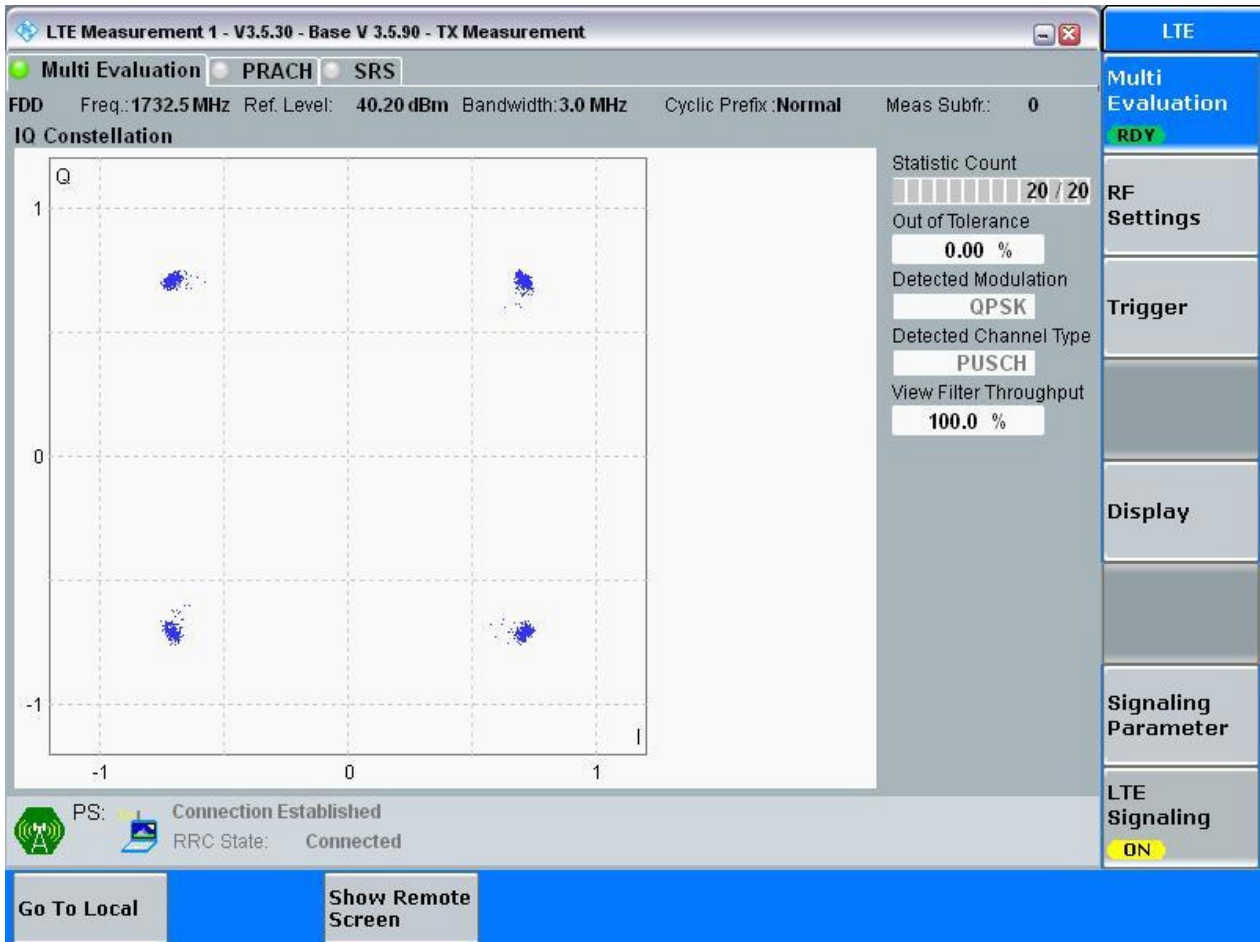 LTE Measurement 1 - V3.5.30 - Base V 3.5.90 - TX Measurement
Multi Evaluation PRACH SRS
FDD Freq.: 1732.5 MHz Ref. Level: 40.20 dBm Bandwidth: 3.0 MHz Cyclic Prefix : Normal Meas Subfr.: 0
IQ Constellation
Q
1
0
-1
I
-1 0 1
Statistic Count
20 / 20
Out of Tolerance
0.00 %
Detected Modulation
QPSK
Detected Channel Type
PUSCH
View Filter Throughput
100.0 %
PS: Connection Established
RRC State: Connected
LTE
Multi
Evaluation
RDY
RF
Settings
Trigger
Display
Signaling
Parameter
LTE
Signaling
ON
Go To Local
Show Remote
Screen